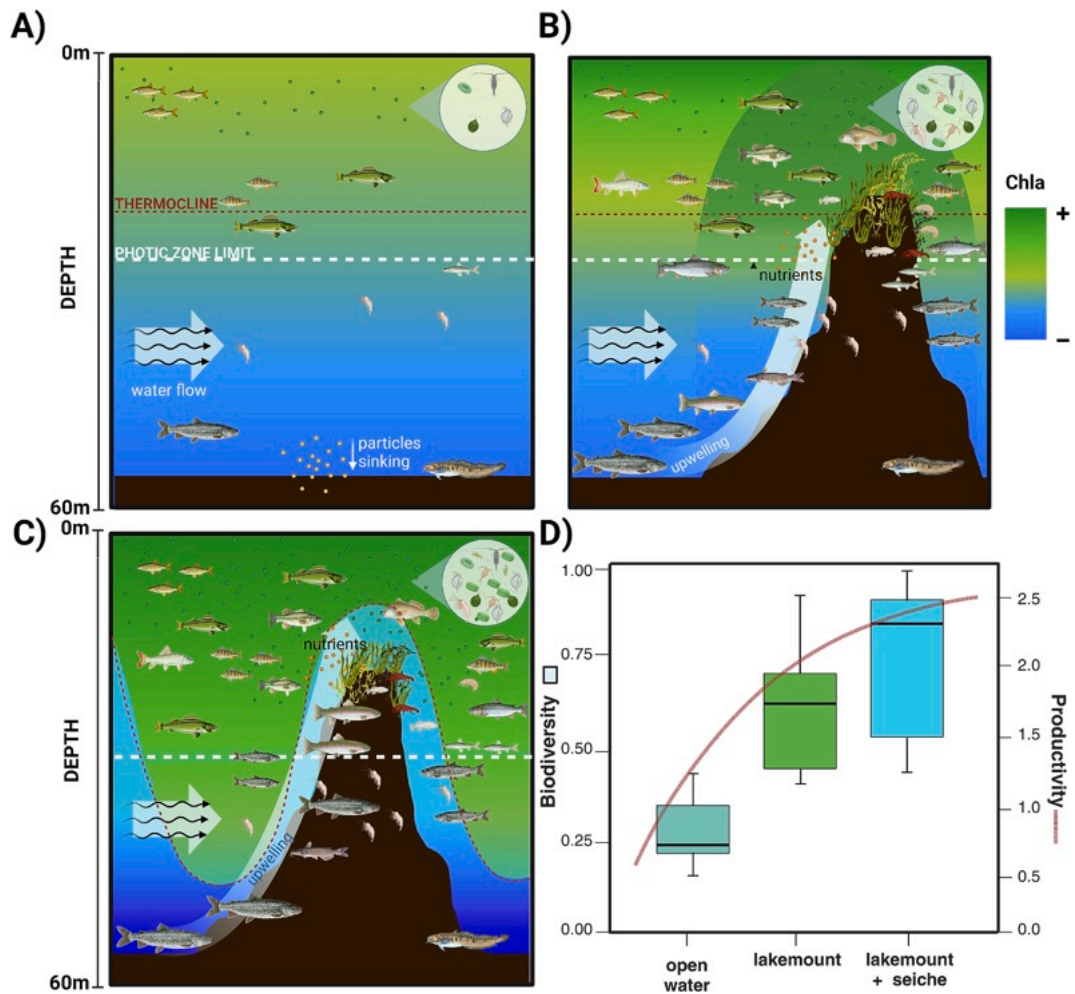 A)
0m
THERMOCLINE
PHOTIC ZONE LIMIT
DEPTH
water flow
particles
sinking
60m
B)
nutrients
upwelling
Chla
+
−
C)
0m
nutrients
DEPTH
upwelling
60m
D)
1.00
0.75
0.50
0.25
0.00
Biodiversity
2.5
2.0
1.5
1.0
0.5
0.0
Productivity
open
water
lakemount
lakemount
+ seiche